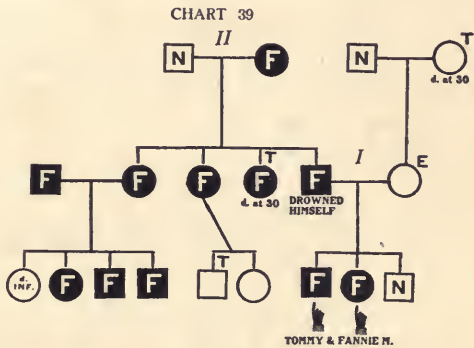 CHART 39
II
N F N T
d. at 30
T I E
F F F F F
d. at 30 DROWNED
HIMSELF
T
d.
INF. F F F F F N
TOMMY & FANNIE M.